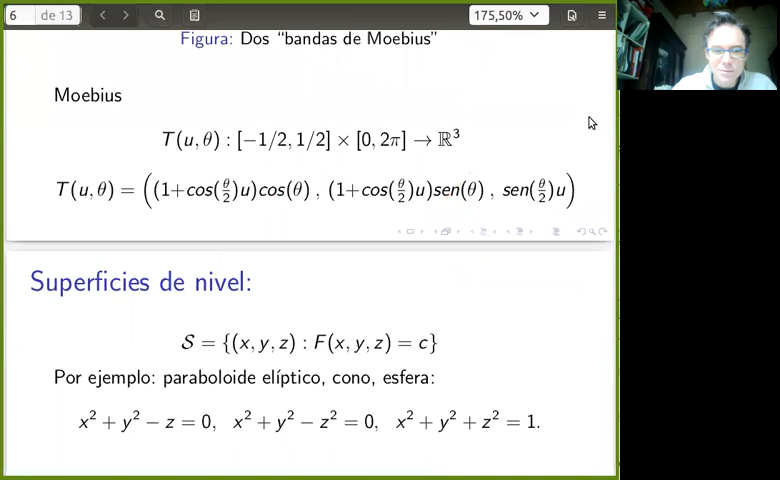 6 de 13 175,50%
Figura: Dos “bandas de Moebius”
Moebius
T(u, θ) : [−1/2, 1/2] × [0, 2π] → ℝ³
T(u, θ) = ((1+cos(θ/2)u)cos(θ) , (1+cos(θ/2)u)sen(θ) , sen(θ/2)u)
Superficies de nivel:
𝒮 = {(x, y, z) : F(x, y, z) = c}
Por ejemplo: paraboloide elíptico, cono, esfera:
x² + y² − z = 0, x² + y² − z² = 0, x² + y² + z² = 1.